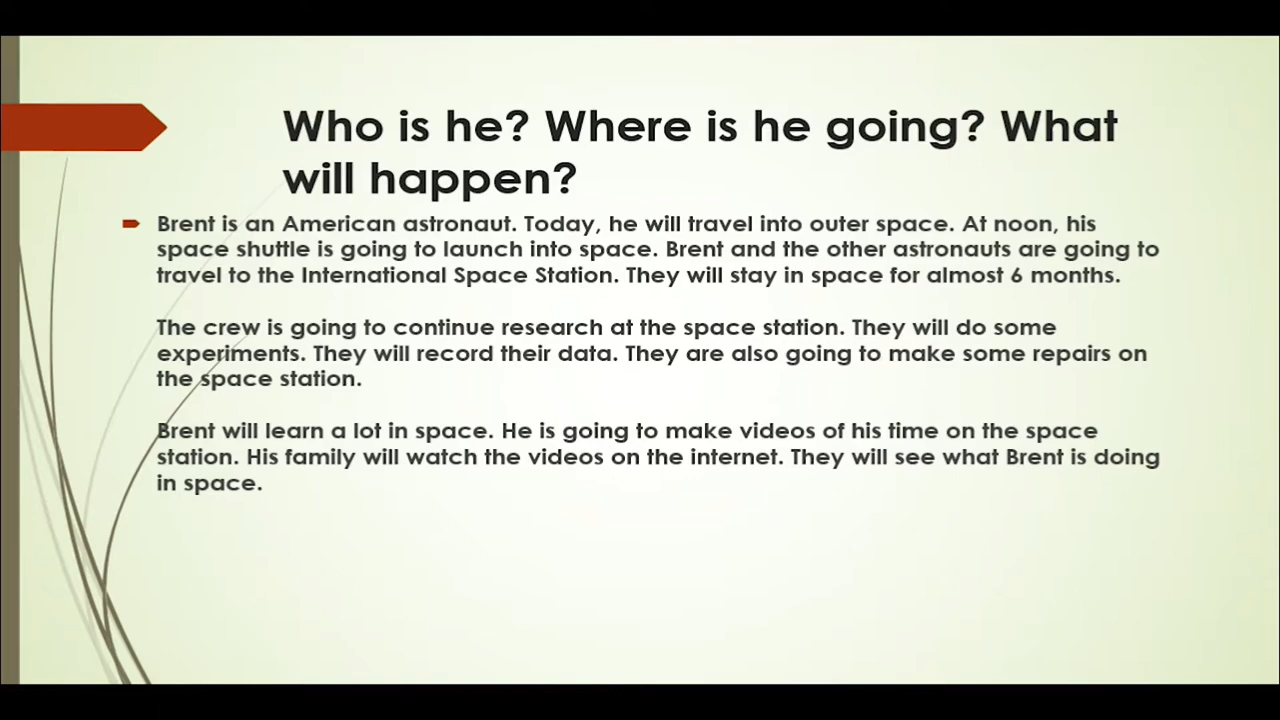 Who is he? Where is he going? What
will happen?
Brent is an American astronaut. Today, he will travel into outer space. At noon, his
space shuttle is going to launch into space. Brent and the other astronauts are going to
travel to the International Space Station. They will stay in space for almost 6 months.
The crew is going to continue research at the space station. They will do some
experiments. They will record their data. They are also going to make some repairs on
the space station.
Brent will learn a lot in space. He is going to make videos of his time on the space
station. His family will watch the videos on the internet. They will see what Brent is doing
in space.